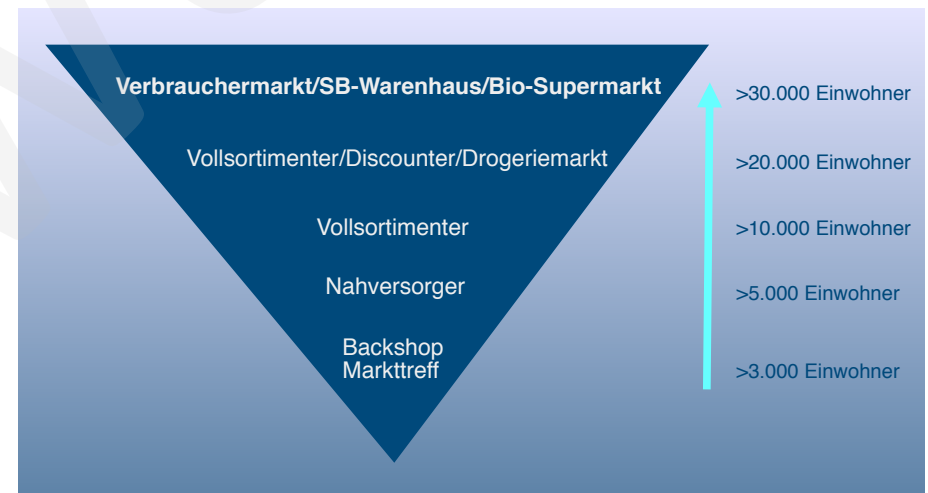 Verbrauchermarkt/SB-Warenhaus/Bio-Supermarkt
>30.000 Einwohner
Vollsortimenter/Discounter/Drogeriemarkt
>20.000 Einwohner
Vollsortimenter
>10.000 Einwohner
Nahversorger
>5.000 Einwohner
Backshop
Markttreff
>3.000 Einwohner